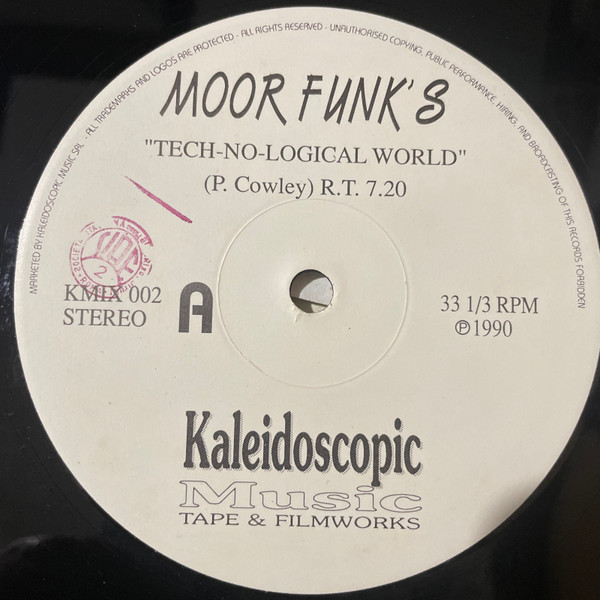 MARKETED BY KALEIDOSCOPIC MUSIC SRL - ALL TRADEMARKS AND LOGOS ARE PROTECTED - ALL RIGHTS RESERVED - UNAUTHORISED COPYING, PUBLIC PERFORMANCE, HIRING, AND BROADCASTING OF THIS RECORDS FORBIDDEN
MOOR FUNK'S
"TECH-NO-LOGICAL WORLD"
(P. Cowley) R.T. 7.20
2
KMIX 002
STEREO
A
33 1/3 RPM
℗1990
Kaleidoscopic
Music
TAPE & FILMWORKS